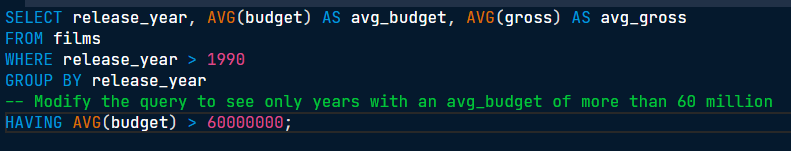 SELECT release_year, AVG(budget) AS avg_budget, AVG(gross) AS avg_gross
FROM films
WHERE release_year > 1990
GROUP BY release_year
-- Modify the query to see only years with an avg_budget of more than 60 million
HAVING AVG(budget) > 60000000;